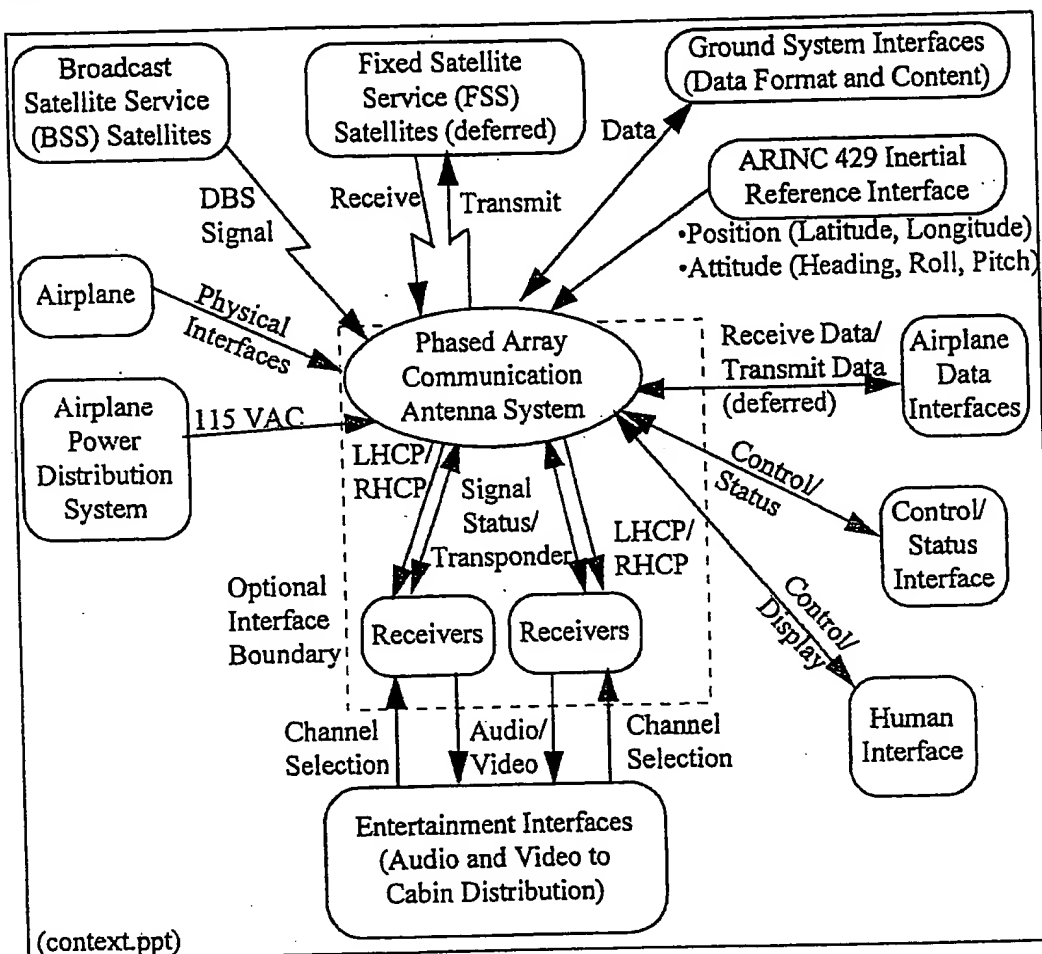 Broadcast
Satellite Service
(BSS) Satellites
Fixed Satellite
Service (FSS)
Satellites (deferred)
Ground System Interfaces
(Data Format and Content)
Data
ARINC 429 Inertial
Reference Interface
•Position (Latitude, Longitude)
•Attitude (Heading, Roll, Pitch)
DBS
Signal
Receive
Transmit
Airplane
Physical
Interfaces
Phased Array
Communication
Antenna System
Receive Data/
Transmit Data
(deferred)
Airplane
Data
Interfaces
Airplane
Power
Distribution
System
115 VAC
LHCP/
RHCP
Signal
Status/
Transponder
LHCP/
RHCP
Control/
Status
Control/
Status
Interface
Optional
Interface
Boundary
Receivers
Receivers
Control/
Display
Human
Interface
Channel
Selection
Audio/
Video
Channel
Selection
Entertainment Interfaces
(Audio and Video to
Cabin Distribution)
(context.ppt)